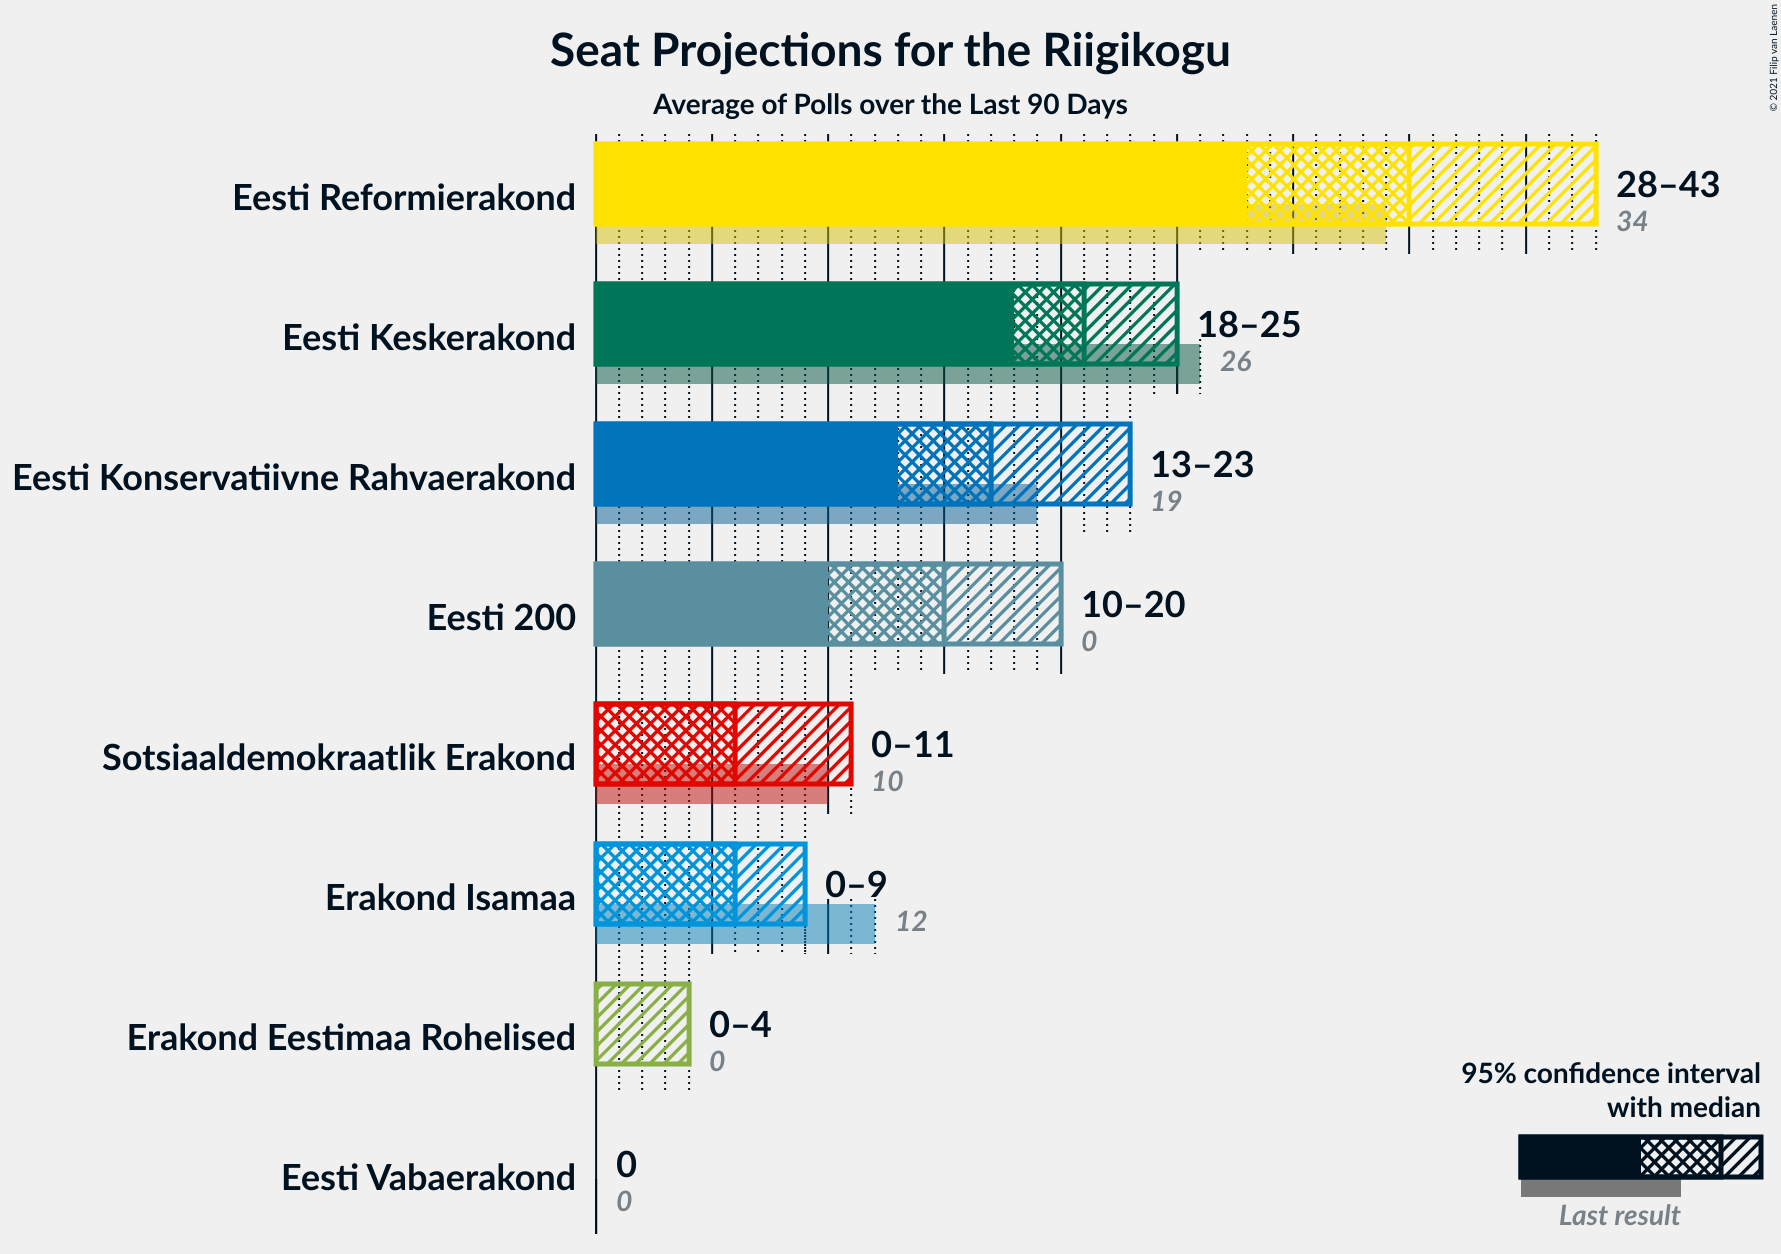 Seat Projections for the Riigikogu
Average of Polls over the Last 90 Days
© 2021 Filip van Laenen
Eesti Reformierakond
28–43
34
Eesti Keskerakond
18–25
26
Eesti Konservatiivne Rahvaerakond
13–23
19
Eesti 200
10–20
0
Sotsiaaldemokraatlik Erakond
0–11
10
Erakond Isamaa
0–9
12
Erakond Eestimaa Rohelised
0–4
0
Eesti Vabaerakond
0
0
95% confidence interval
with median
Last result